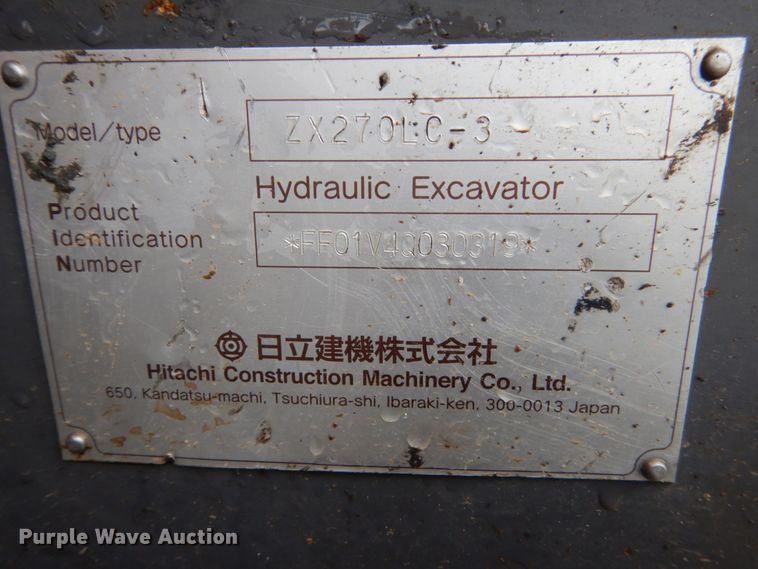 Model/type ZX270LC-3
Hydraulic Excavator
Product
Identification *FF01V4Q030319*
Number
日立建機株式会社
Hitachi Construction Machinery Co., Ltd.
650, Kandatsu-machi, Tsuchiura-shi, Ibaraki-ken, 300-0013 Japan
Purple Wave Auction®